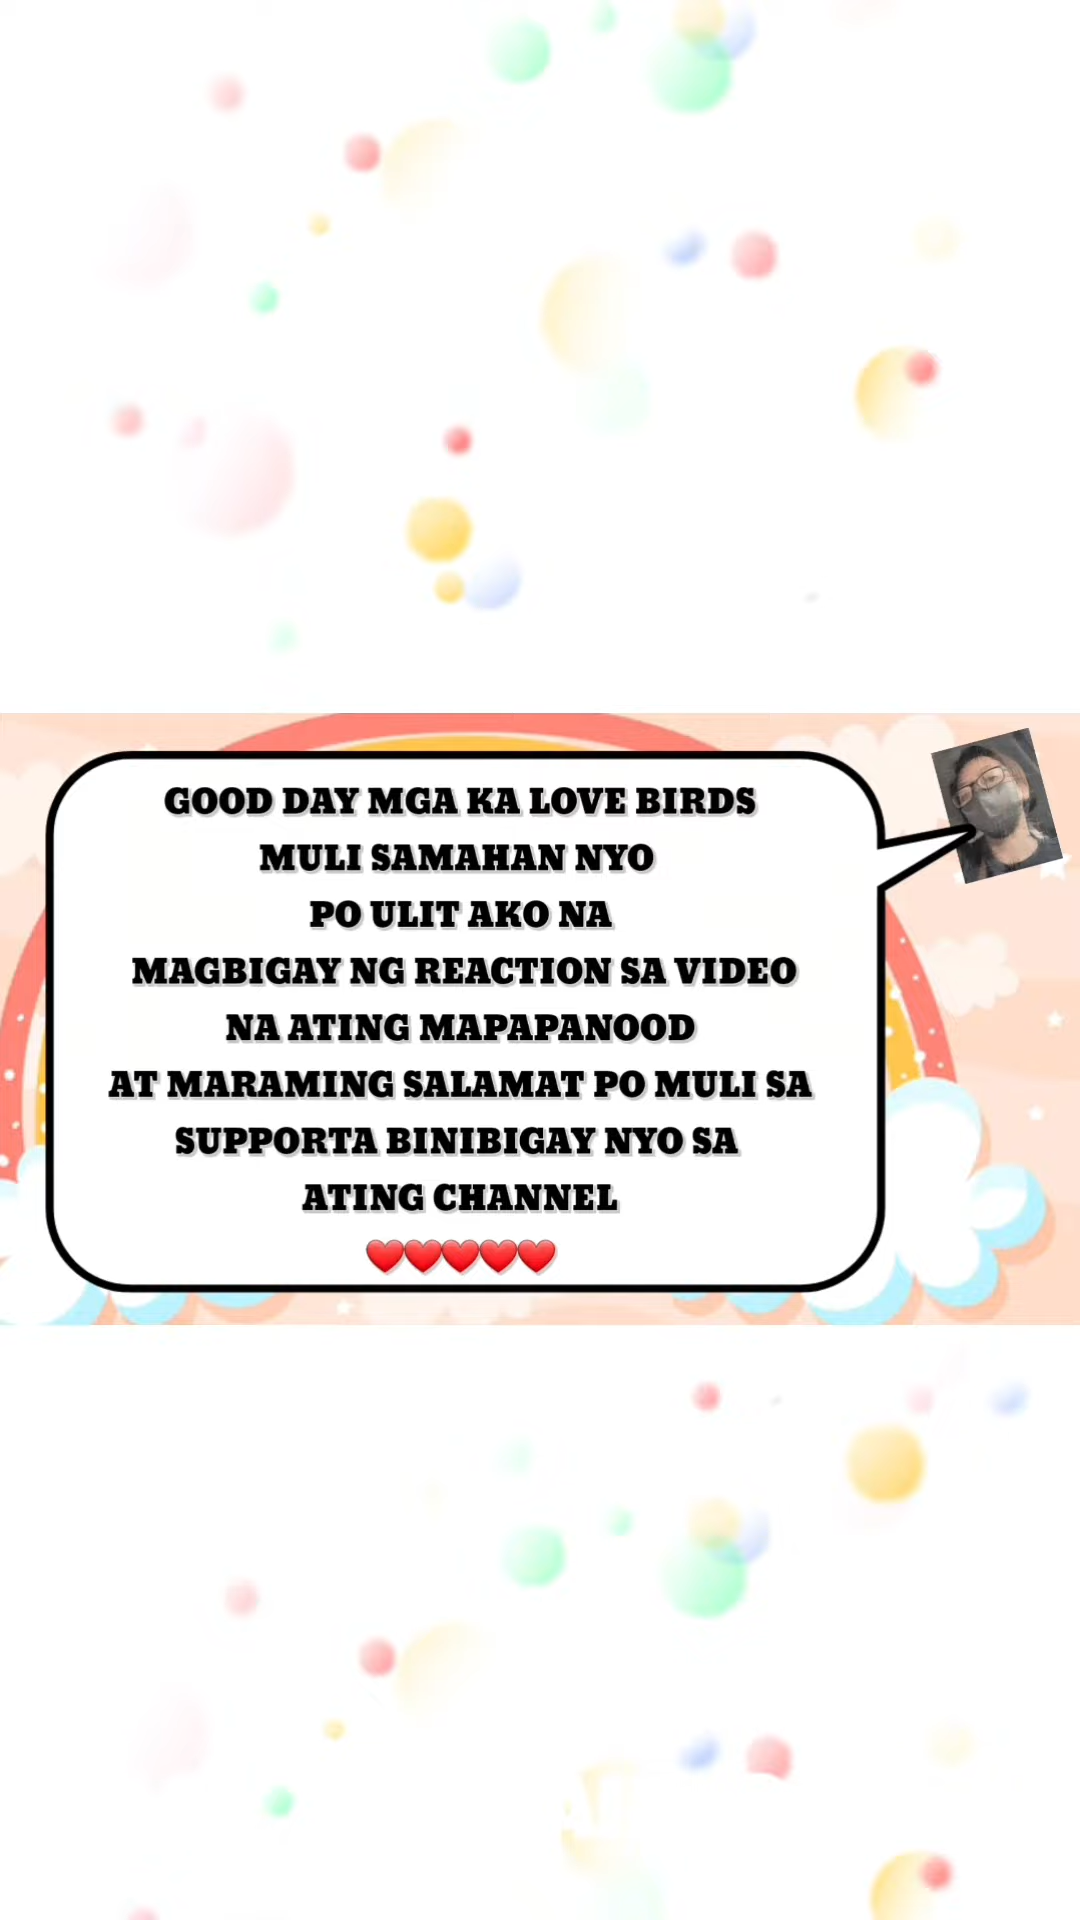 GOOD DAY MGA KA LOVE BIRDS
MULI SAMAHAN NYO
PO ULIT AKO NA
MAGBIGAY NG REACTION SA VIDEO
NA ATING MAPAPANOOD
AT MARAMING SALAMAT PO MULI SA
SUPPORTA BINIBIGAY NYO SA
ATING CHANNEL
❤️❤️❤️❤️❤️